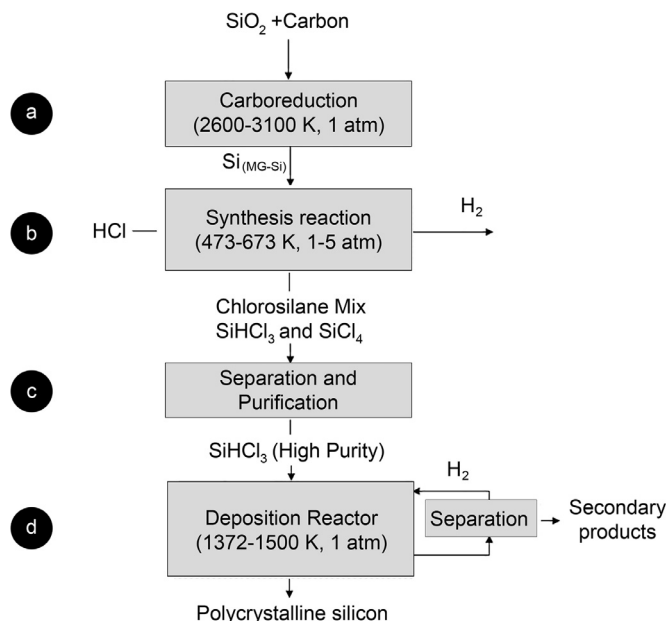 SiO₂ +Carbon
a
Carboreduction
(2600-3100 K, 1 atm)
Si(MG-Si)
b
HCl
Synthesis reaction
(473-673 K, 1-5 atm)
H₂
Chlorosilane Mix
SiHCl₃ and SiCl₄
c
Separation and
Purification
SiHCl₃ (High Purity)
H₂
d
Deposition Reactor
(1372-1500 K, 1 atm)
Separation
Secondary
products
Polycrystalline silicon